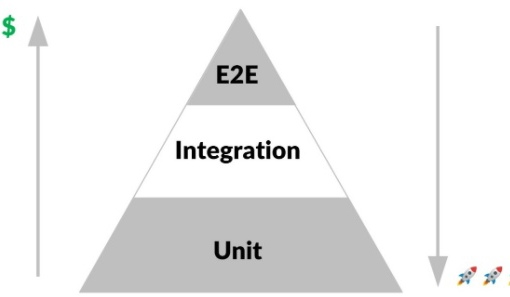 $
E2E
Integration
Unit